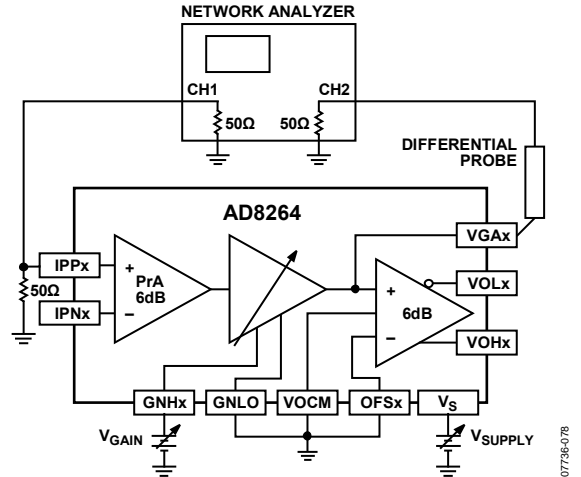 NETWORK ANALYZER
CH1
CH2
50Ω
50Ω
DIFFERENTIAL
PROBE
AD8264
VGAx
IPPx
+
PrA
6dB
–
+
6dB
–
VOLx
50Ω
IPNx
VOHx
GNHx
GNLO
VOCM
OFSx
VS
VGAIN
VSUPPLY
07736-078